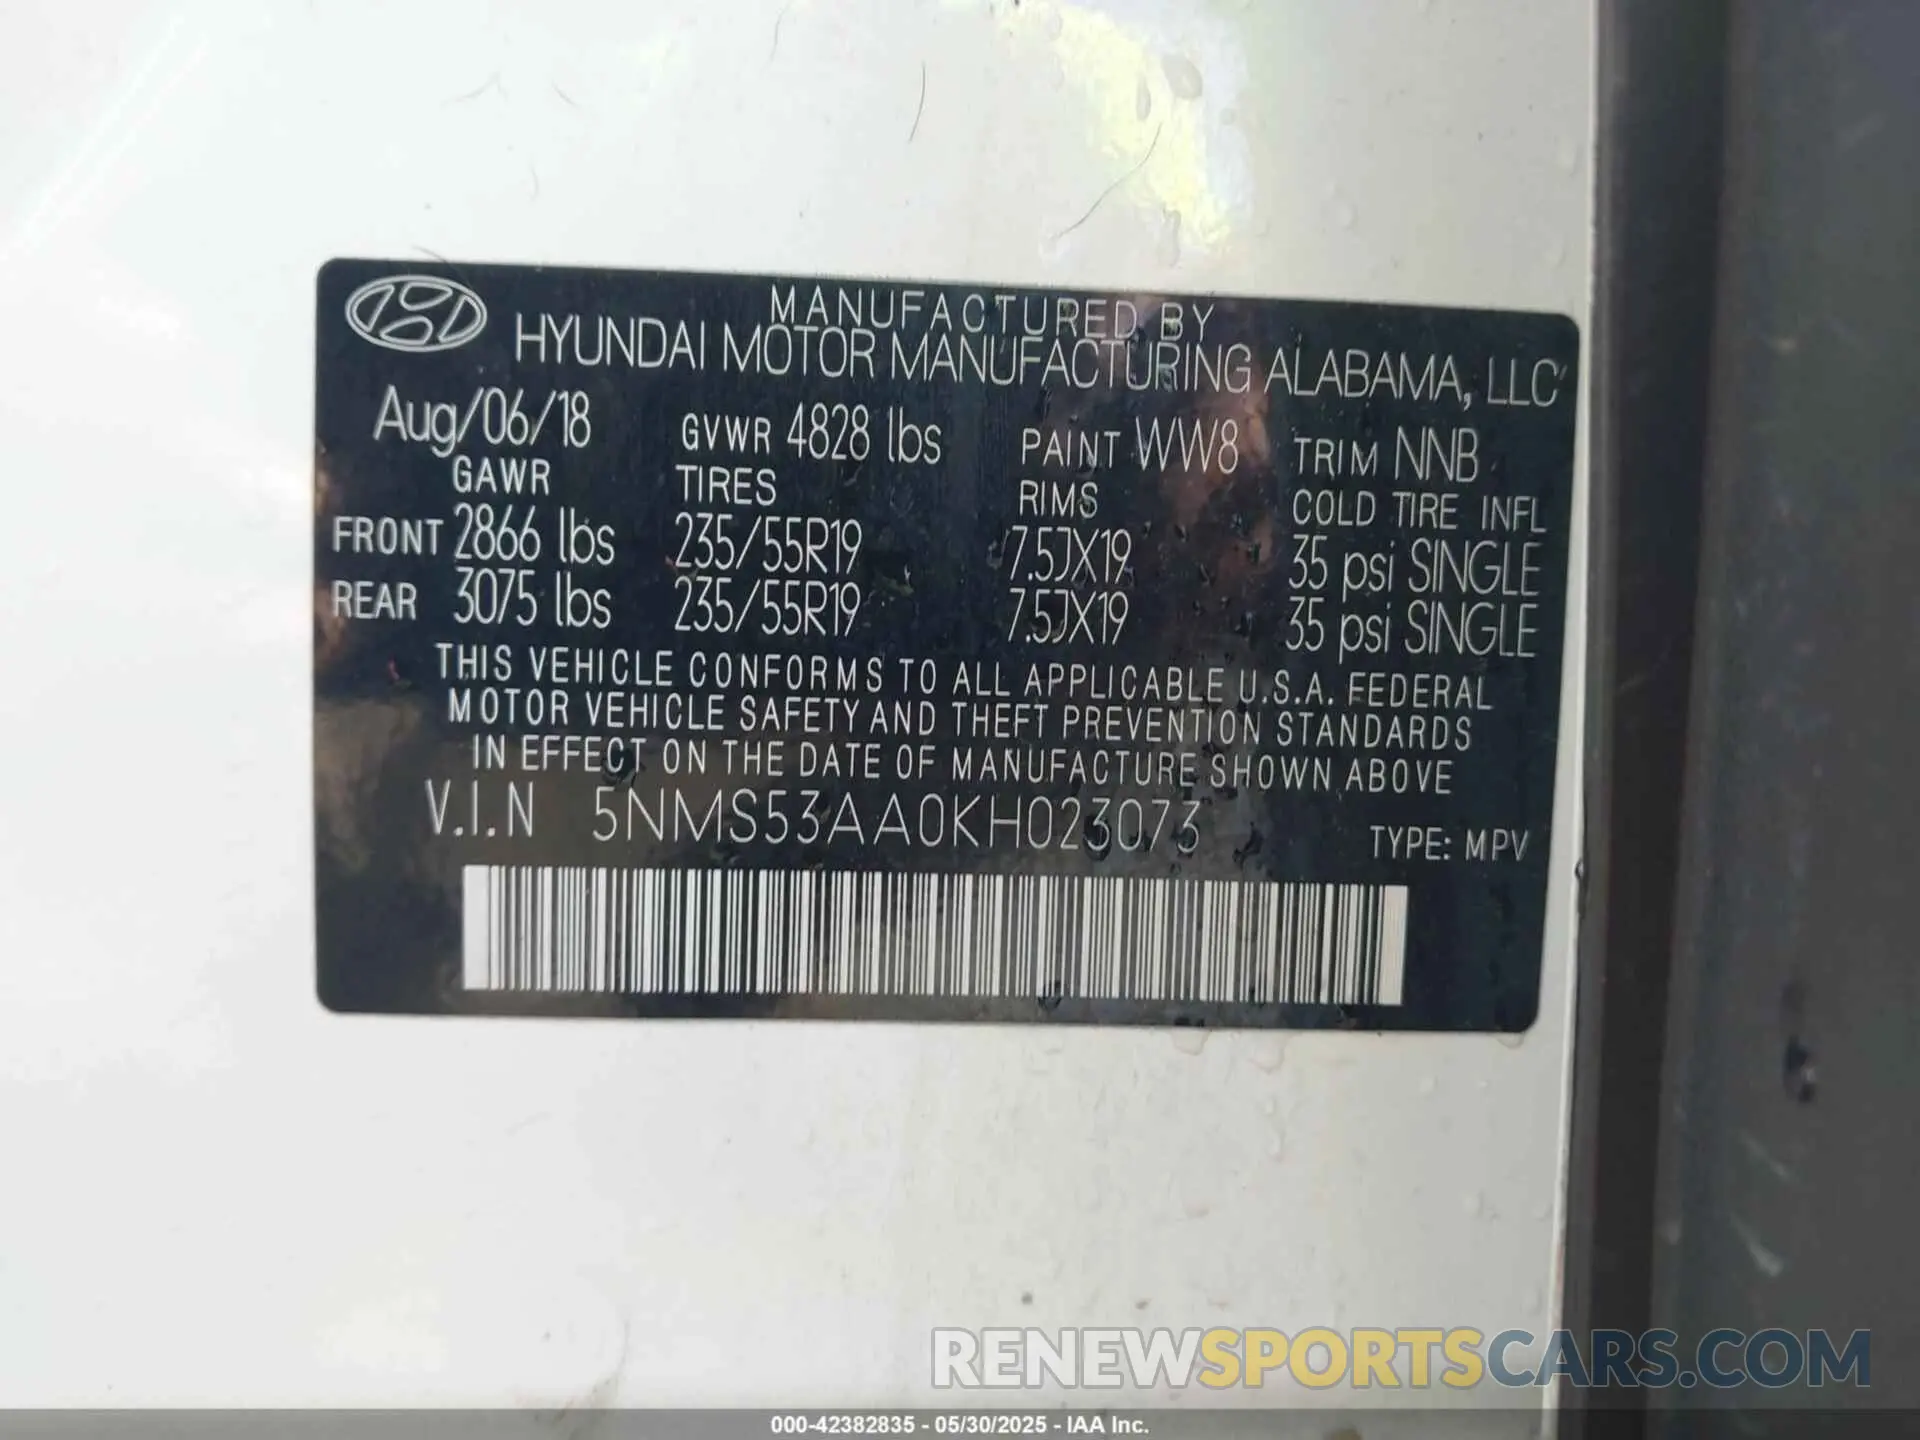 MANUFACTURED BY
HYUNDAI MOTOR MANUFACTURING ALABAMA, LLC
Aug/06/18 GVWR 4828 lbs PAINT WW8 TRIM NNB
GAWR TIRES RIMS COLD TIRE INFL
FRONT 2866 lbs 235/55R19 7.5JX19 35 psi SINGLE
REAR 3075 lbs 235/55R19 7.5JX19 35 psi SINGLE
THIS VEHICLE CONFORMS TO ALL APPLICABLE U.S.A. FEDERAL
MOTOR VEHICLE SAFETY AND THEFT PREVENTION STANDARDS
IN EFFECT ON THE DATE OF MANUFACTURE SHOWN ABOVE
V.I.N 5NMS53AA0KH023073 TYPE: MPV
RENEWSPORTSCARS.COM
000-42382835 - 05/30/2025 - IAA Inc.